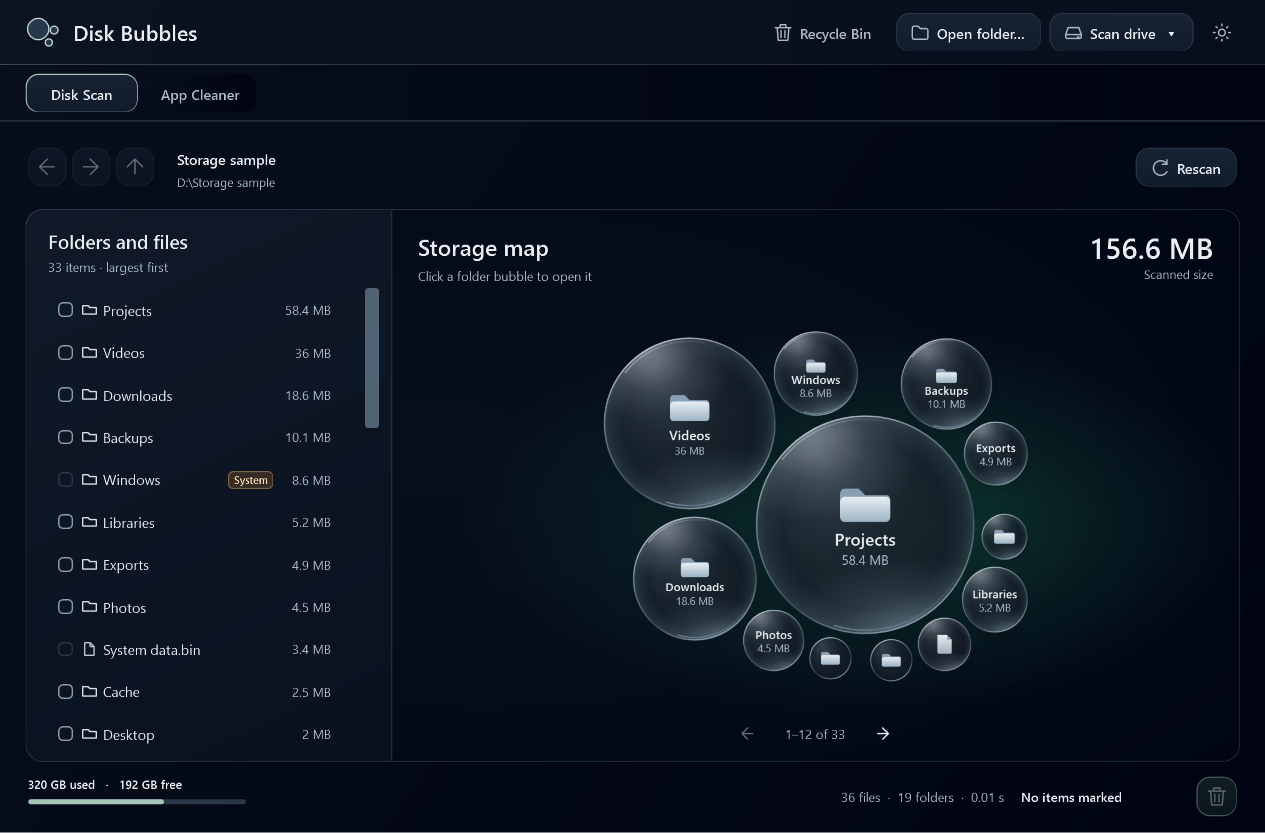 Disk Bubbles
Recycle Bin
Open folder...
Scan drive
Disk Scan
App Cleaner
Storage sample
D:\Storage sample
Rescan
Folders and files
33 items · largest first
Projects 58.4 MB
Videos 36 MB
Downloads 18.6 MB
Backups 10.1 MB
Windows System 8.6 MB
Libraries 5.2 MB
Exports 4.9 MB
Photos 4.5 MB
System data.bin 3.4 MB
Cache 2.5 MB
Desktop 2 MB
Storage map
Click a folder bubble to open it
156.6 MB
Scanned size
Videos
36 MB
Windows
8.6 MB
Backups
10.1 MB
Exports
4.9 MB
Projects
58.4 MB
Downloads
18.6 MB
Libraries
5.2 MB
Photos
4.5 MB
1–12 of 33
320 GB used · 192 GB free
36 files · 19 folders · 0.01 s No items marked